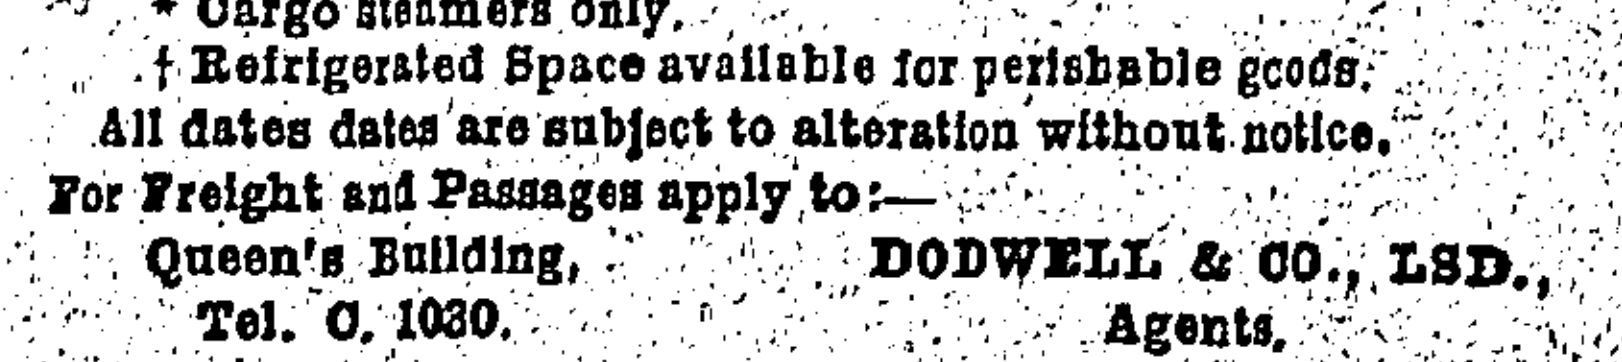 * Cargo steamers only.
† Refrigerated Space available for perishable goods.
All dates dates are subject to alteration without notice.
For Freight and Passages apply to:—
Queen's Building, DODWELL & CO., LSD.,
Tel. C. 1030. Agents.